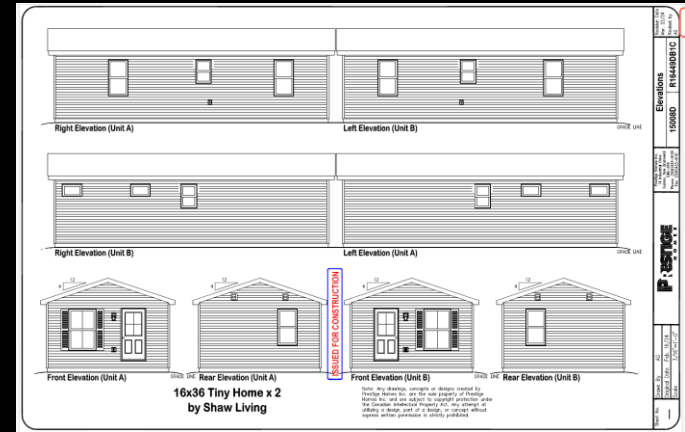 Right Elevation (Unit A)
Left Elevation (Unit B)
GRADE LINE
Right Elevation (Unit B)
Left Elevation (Unit A)
GRADE LINE
12
12
12
12
Front Elevation (Unit A)
GRADE LINE
Rear Elevation (Unit A)
Front Elevation (Unit B)
GRADE LINE
Rear Elevation (Unit B)
ISSUED FOR CONSTRUCTION
16x36 Tiny Home x 2
by Shaw Living
Note: Any drawings, concepts or designs created by
Prestige Homes Inc. are the sole property of Prestige
Homes Inc. and are subject to copyright protection under
the Canadian Intellectual Property Act. Any attempt at
utilizing a design, part of a design, or concept without
express written permission is strictly prohibited.
Elevations
15008D
PRESTIGE
HOMES